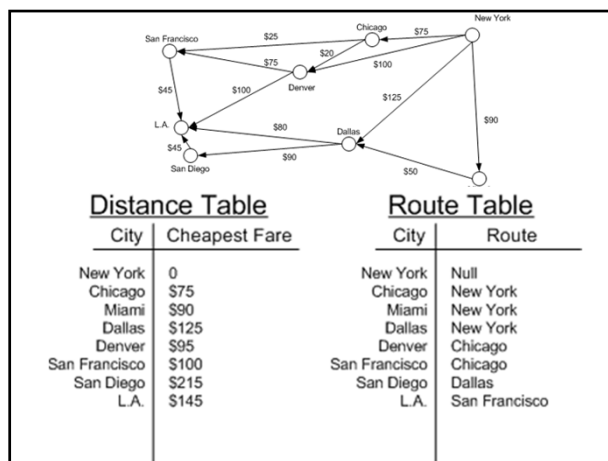 Chicago
New York
San Francisco
$25
$75
$20
$75
$100
Denver
$45
$100
$125
$90
L.A.
$80
Dallas
$45
$90
San Diego
$50
Distance Table
Route Table
City Cheapest Fare
City Route
New York 0
New York Null
Chicago $75
Chicago New York
Miami $90
Miami New York
Dallas $125
Dallas New York
Denver $95
Denver Chicago
San Francisco $100
San Francisco Chicago
San Diego $215
San Diego Dallas
L.A. $145
L.A. San Francisco